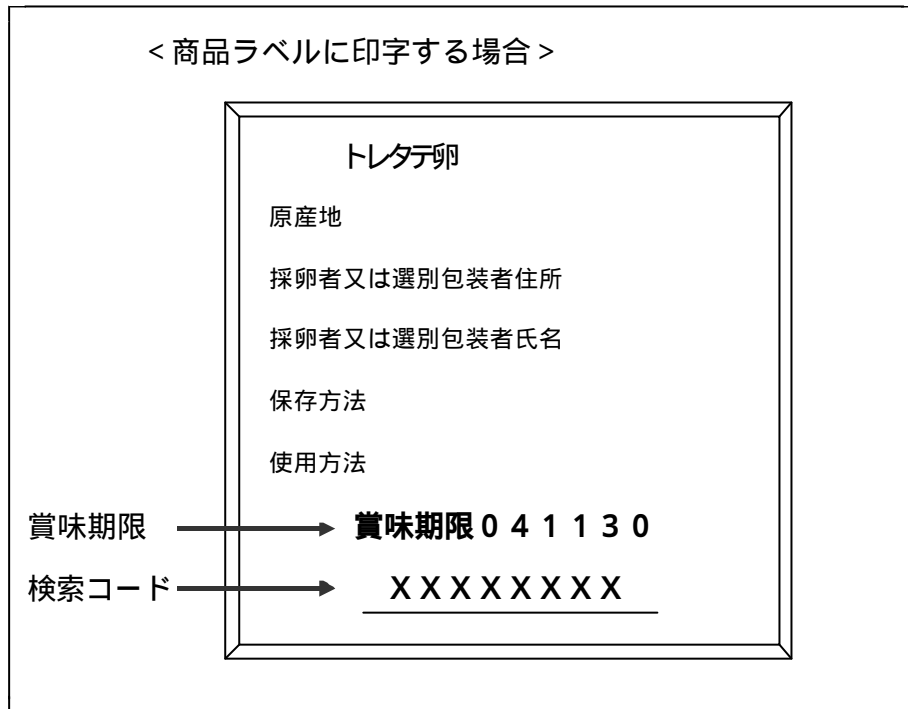 <商品ラベルに印字する場合>
トレタテ卵
原産地
採卵者又は選別包装者住所
採卵者又は選別包装者氏名
保存方法
使用方法
賞味期限 賞味期限041130
検索コード XXXXXXXX